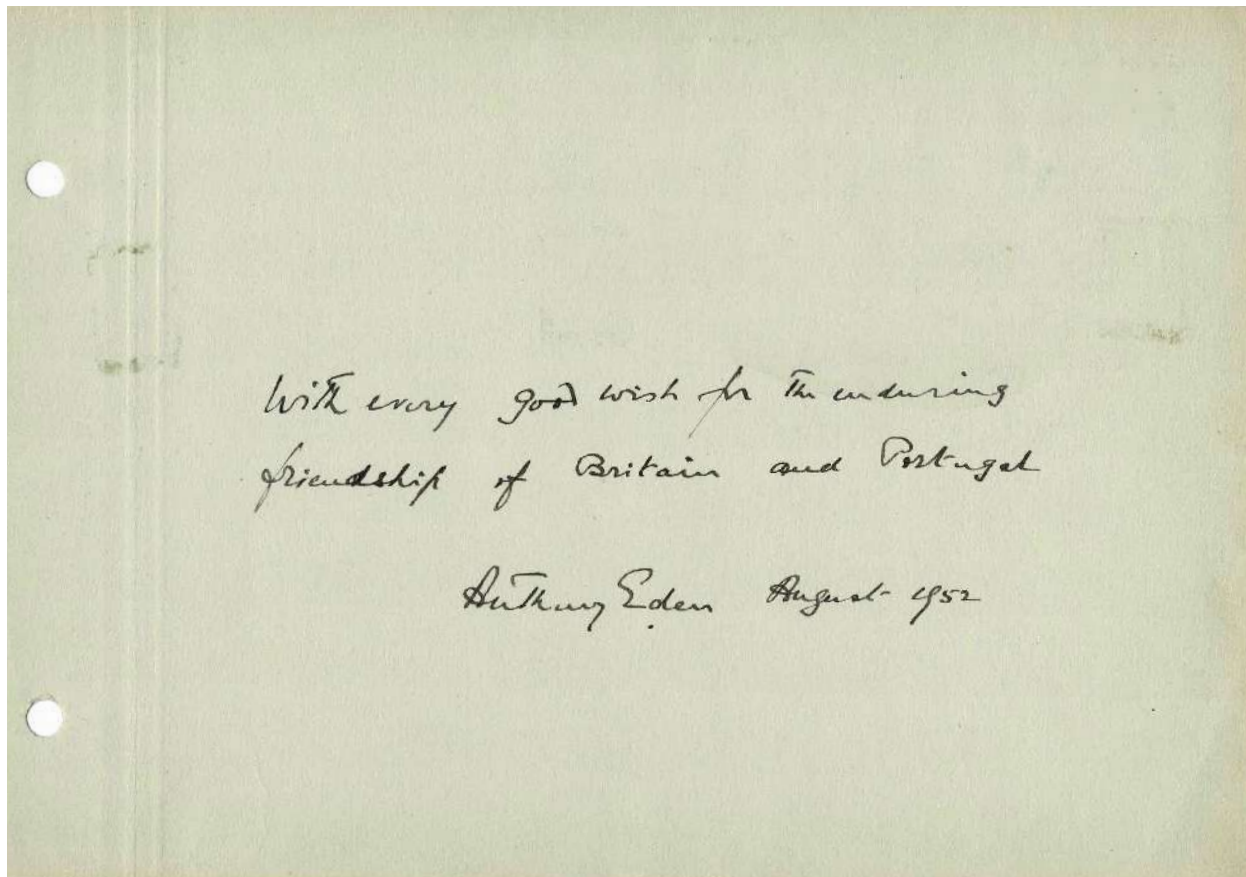 With every good wish for the enduring
friendship of Britain and Portugal
Anthony Eden August 1952